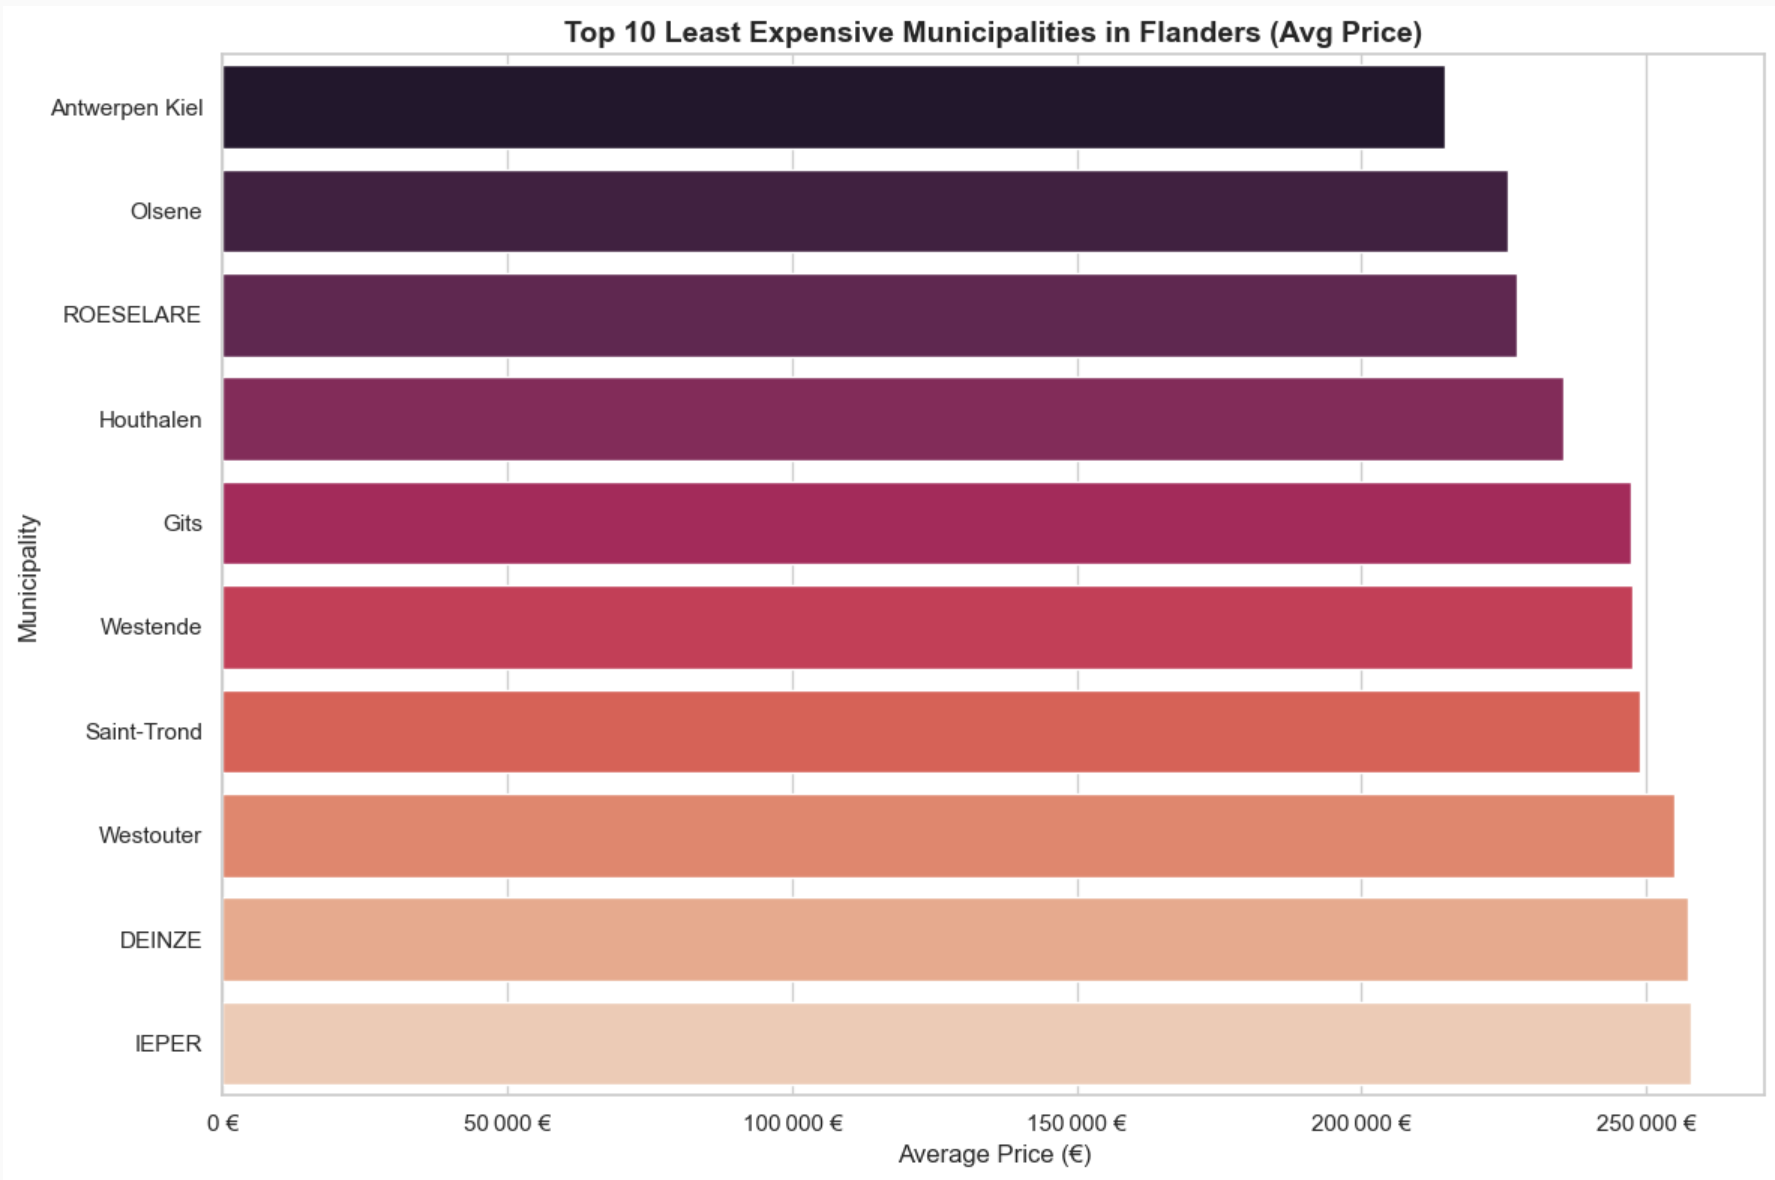 Top 10 Least Expensive Municipalities in Flanders (Avg Price)
Municipality
Antwerpen Kiel
Olsene
ROESELARE
Houthalen
Gits
Westende
Saint-Trond
Westouter
DEINZE
IEPER
0 € 50 000 € 100 000 € 150 000 € 200 000 € 250 000 €
Average Price (€)